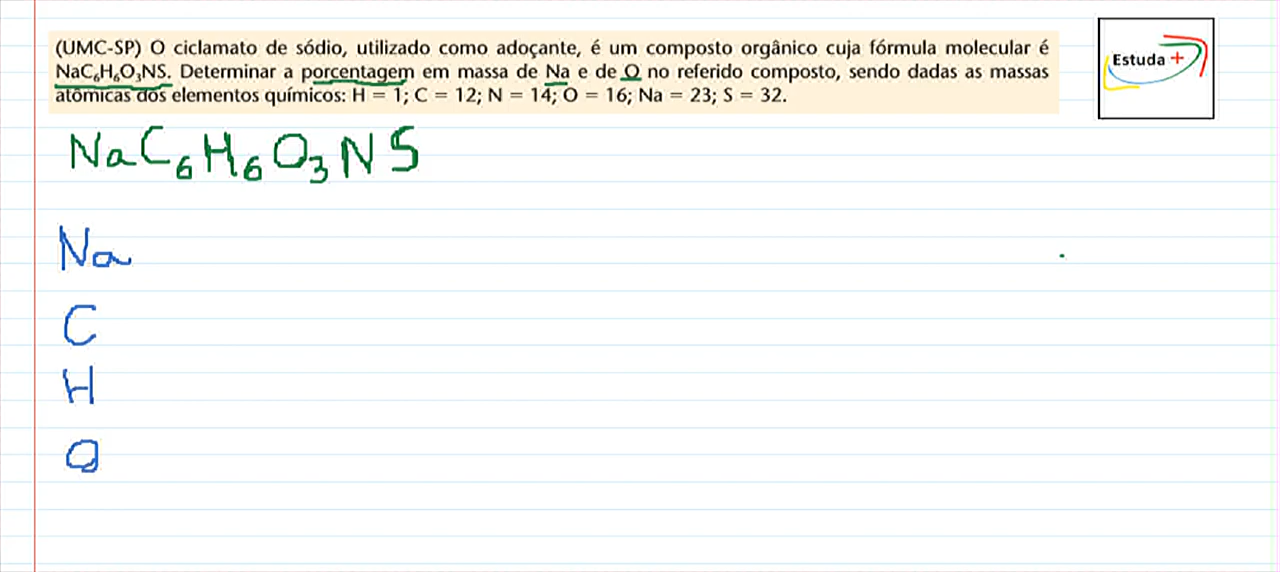 (UMC-SP) O ciclamato de sódio, utilizado como adoçante, é um composto orgânico cuja fórmula molecular é
NaC₆H₆O₃NS. Determinar a porcentagem em massa de Na e de O no referido composto, sendo dadas as massas
atômicas dos elementos químicos: H = 1; C = 12; N = 14; O = 16; Na = 23; S = 32.
Estuda +
NaC₆H₆O₃NS
Na
C
H
O